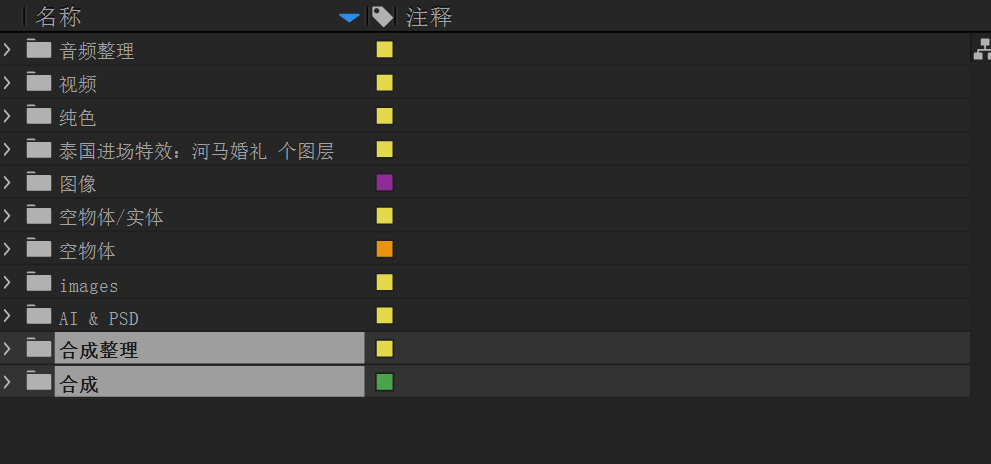 名称 注释
音频整理
视频
纯色
泰国进场特效：河马婚礼 个图层
图像
空物体/实体
空物体
images
AI & PSD
合成整理
合成